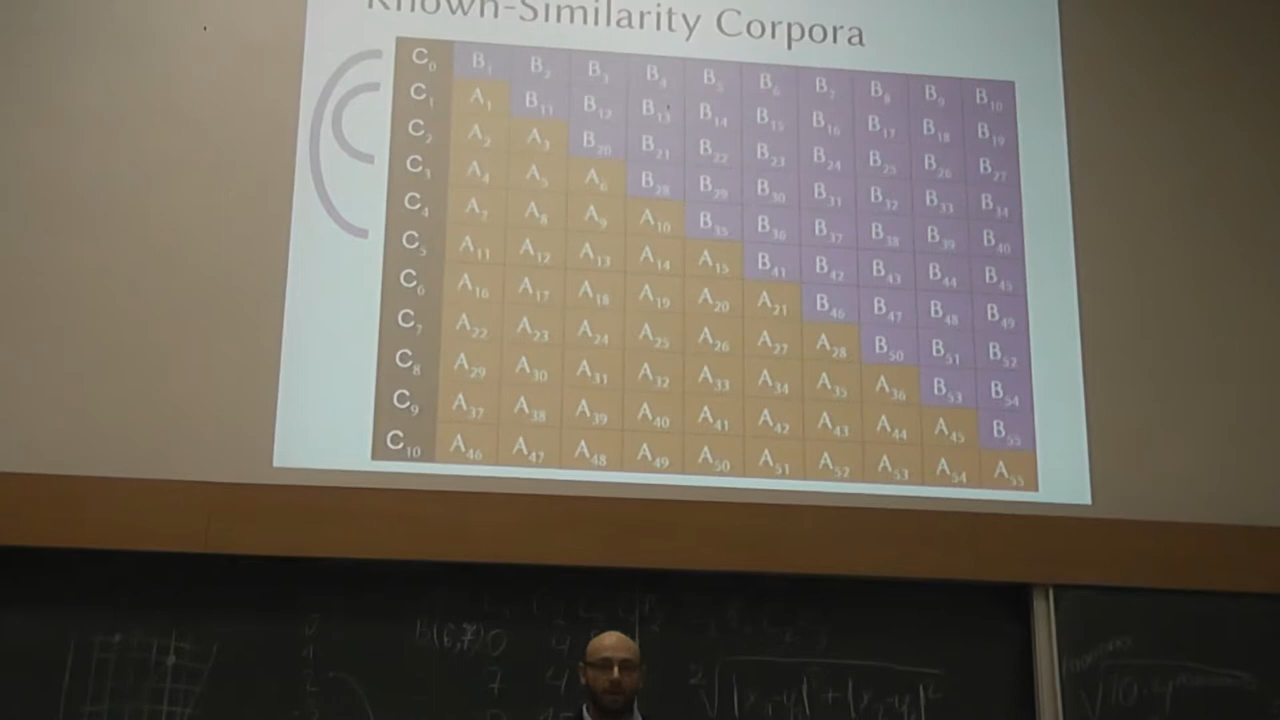 Known-Similarity Corpora
C₀ B₁ B₂ B₃ B₄ B₅ B₆ B₇ B₈ B₉ B₁₀
C₁ A₁ B₁₁ B₁₂ B₁₃ B₁₄ B₁₅ B₁₆ B₁₇ B₁₈ B₁₉
C₂ A₂ A₃ B₂₀ B₂₁ B₂₂ B₂₃ B₂₄ B₂₅ B₂₆ B₂₇
C₃ A₄ A₅ A₆ B₂₈ B₂₉ B₃₀ B₃₁ B₃₂ B₃₃ B₃₄
C₄ A₇ A₈ A₉ A₁₀ B₃₅ B₃₆ B₃₇ B₃₈ B₃₉ B₄₀
C₅ A₁₁ A₁₂ A₁₃ A₁₄ A₁₅ B₄₁ B₄₂ B₄₃ B₄₄ B₄₅
C₆ A₁₆ A₁₇ A₁₈ A₁₉ A₂₀ A₂₁ B₄₆ B₄₇ B₄₈ B₄₉
C₇ A₂₂ A₂₃ A₂₄ A₂₅ A₂₆ A₂₇ A₂₈ B₅₀ B₅₁ B₅₂
C₈ A₂₉ A₃₀ A₃₁ A₃₂ A₃₃ A₃₄ A₃₅ A₃₆ B₅₃ B₅₄
C₉ A₃₇ A₃₈ A₃₉ A₄₀ A₄₁ A₄₂ A₄₃ A₄₄ A₄₅ B₅₅
C₁₀ A₄₆ A₄₇ A₄₈ A₄₉ A₅₀ A₅₁ A₅₂ A₅₃ A₅₄ A₅₅
B(6,7) 0 4
7 4